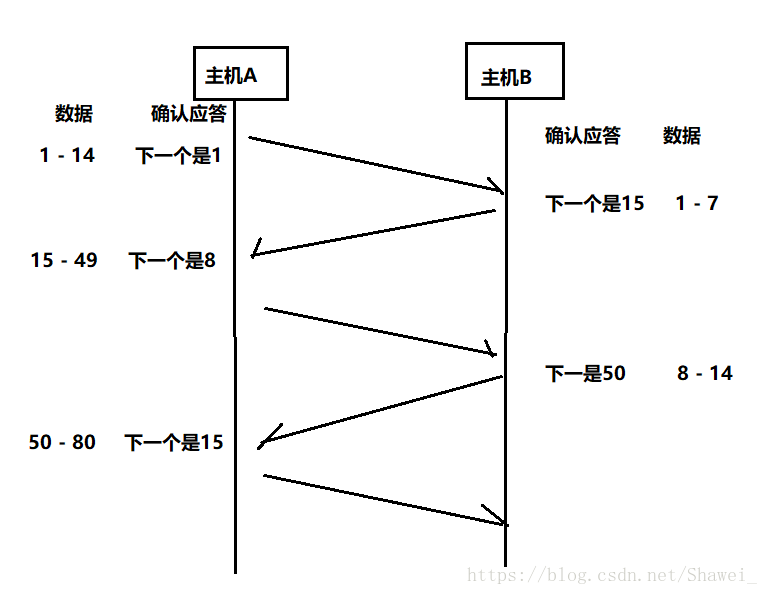 主机A
主机B
数据 确认应答
确认应答 数据
1 - 14 下一个是1
下一个是15 1 - 7
15 - 49 下一个是8
下一是50 8 - 14
50 - 80 下一个是15
https://blog.csdn.net/Shawei_